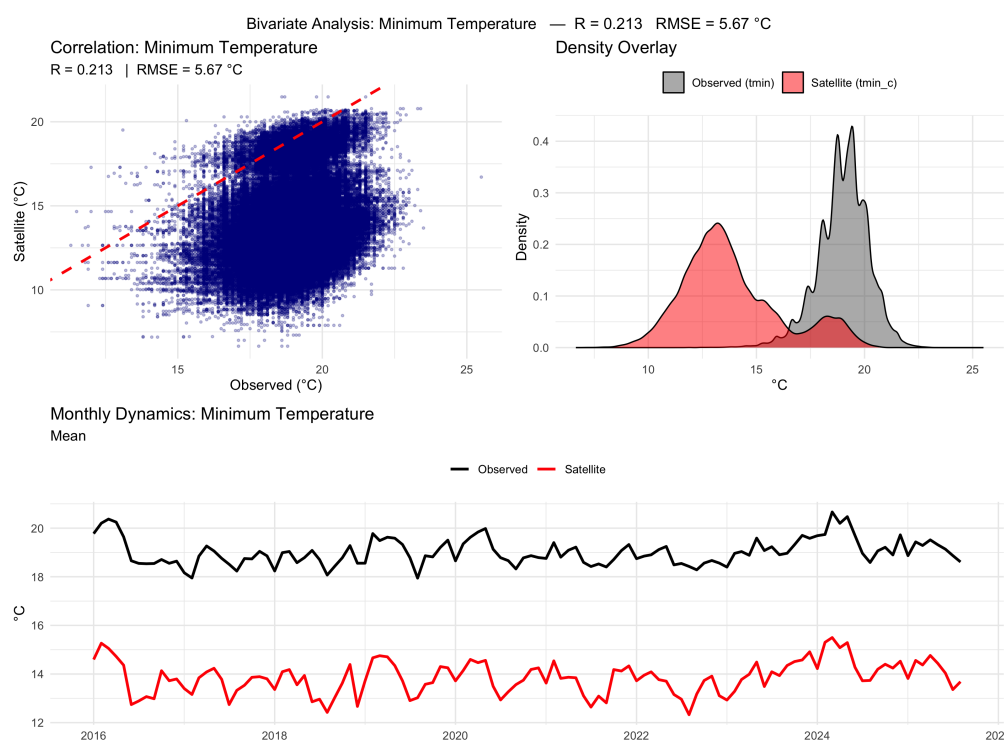 Bivariate Analysis: Minimum Temperature — R = 0.213 RMSE = 5.67 °C
Correlation: Minimum Temperature
R = 0.213 | RMSE = 5.67 °C
Satellite (°C)
20
15
10
15 20 25
Observed (°C)
Density Overlay
Observed (tmin) Satellite (tmin_c)
Density
0.4
0.3
0.2
0.1
0.0
10 15 20 25
°C
Monthly Dynamics: Minimum Temperature
Mean
Observed Satellite
°C
20
18
16
14
12
2016 2018 2020 2022 2024 202